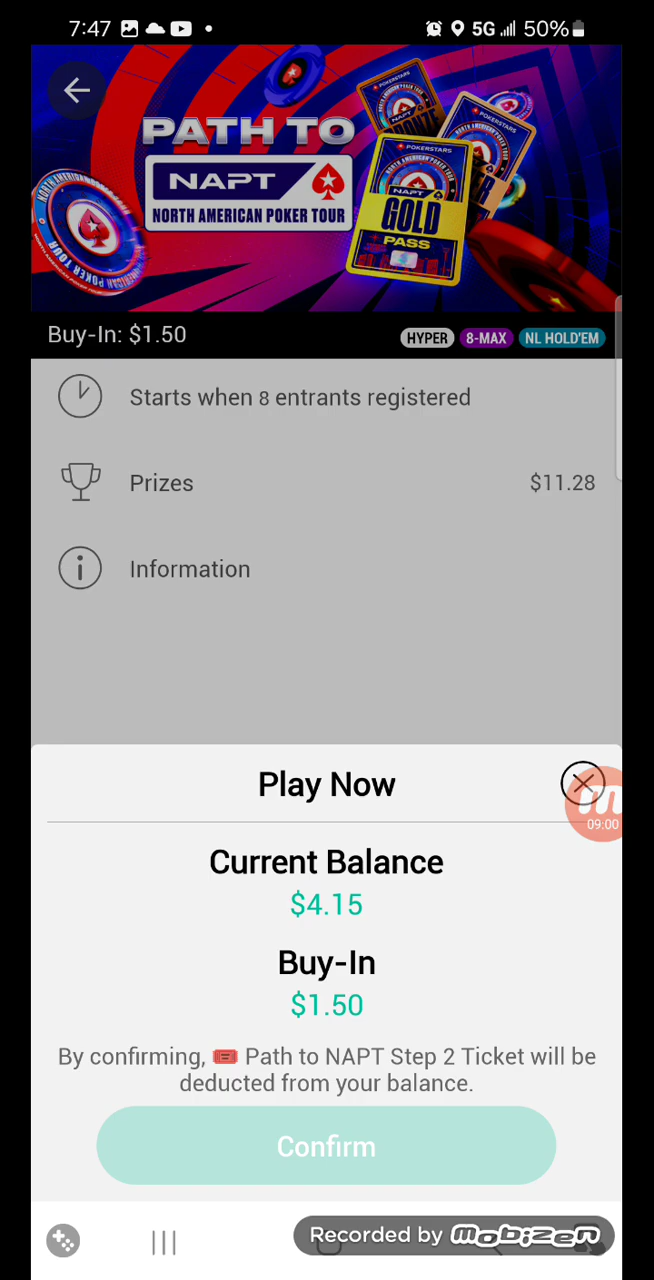 7:47 5G 50%
PATH TO
NAPT
NORTH AMERICAN POKER TOUR
POKERSTARS
POKERSTARS
NAPT
GOLD
PASS
Buy-In: $1.50
HYPER 8-MAX NL HOLD'EM
Starts when 8 entrants registered
Prizes $11.28
Information
Play Now
09:00
Current Balance
$4.15
Buy-In
$1.50
By confirming, Path to NAPT Step 2 Ticket will be
deducted from your balance.
Confirm
Recorded by mobizen